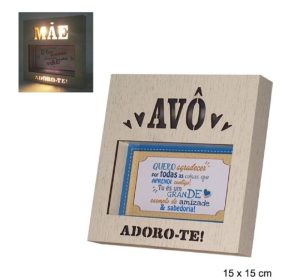 MÃE
ADORO-TE!
AVÔ
QUERO agradecer
por todas as coisas que
APRENDI contigo!
Tu és um
GRANDE
exemplo de amizade
& sabedoria!
ADORO-TE!
15 x 15 cm